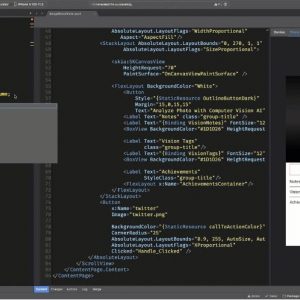 AbsoluteLayout.LayoutFlags="WidthProportional"
Aspect="AspectFill"/>
<StackLayout AbsoluteLayout.LayoutBounds="0, 270, 1, 1"
AbsoluteLayout.LayoutFlags="SizeProportional"
HeightRequest="70"
PaintSurface="OnCanvasViewPaintSurface" />
<FlexLayout BackgroundColor="White">
<Button
Style="{StaticResource OutlineButtonDark}"
Margin="15,0,15,15"
Text="Analyze Photo with Computer Vision AI"
<Label Text="Notes" class="group-title" />
<Label Text="{Binding VisionNotes}" FontSize="12"
<BoxView BackgroundColor="#1D1D26" HeightRequest
<Label Text="Vision Tags"
class="group-title"/>
<Label Text="{Binding VisionTags}" FontSize="12"
<BoxView BackgroundColor="#1D1D26" HeightRequest
<Label Text="Achievements"
StyleClass="group-title"/>
<FlexLayout x:Name="AchievementsContainer"/>
</FlexLayout>
</StackLayout>
<Button
x:Name="twitter"
Image="twitter.png"
BackgroundColor="{StaticResource callToActionColor}"
CornerRadius="25"
AbsoluteLayout.LayoutBounds="0.9, 255, AutoSize,
AbsoluteLayout.LayoutFlags="XProportional"
Clicked="Handle_Clicked" />
</AbsoluteLayout>
</ScrollView>
</ContentPage.Content>
</ContentPage>
Changes
Authors
Log
Merge